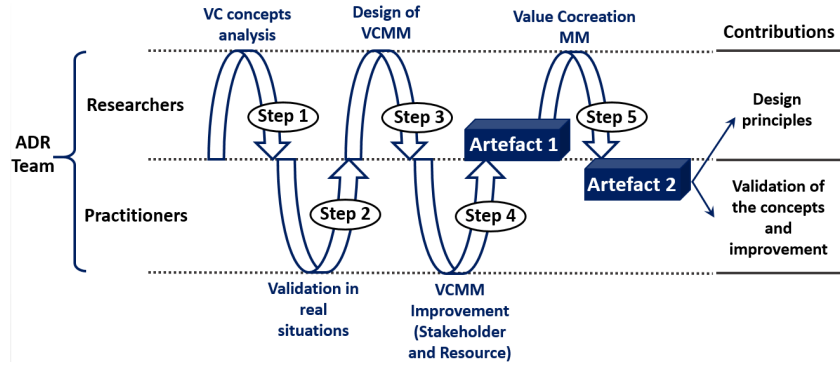 VC concepts
analysis
Design of
VCMM
Value Cocreation
MM
Contributions
ADR
Team
Researchers
Practitioners
Step 1
Step 2
Step 3
Step 4
Step 5
Artefact 1
Artefact 2
Design
principles
Validation of
the concepts
and
improvement
Validation in
real
situations
VCMM
Improvement
(Stakeholder
and Resource)